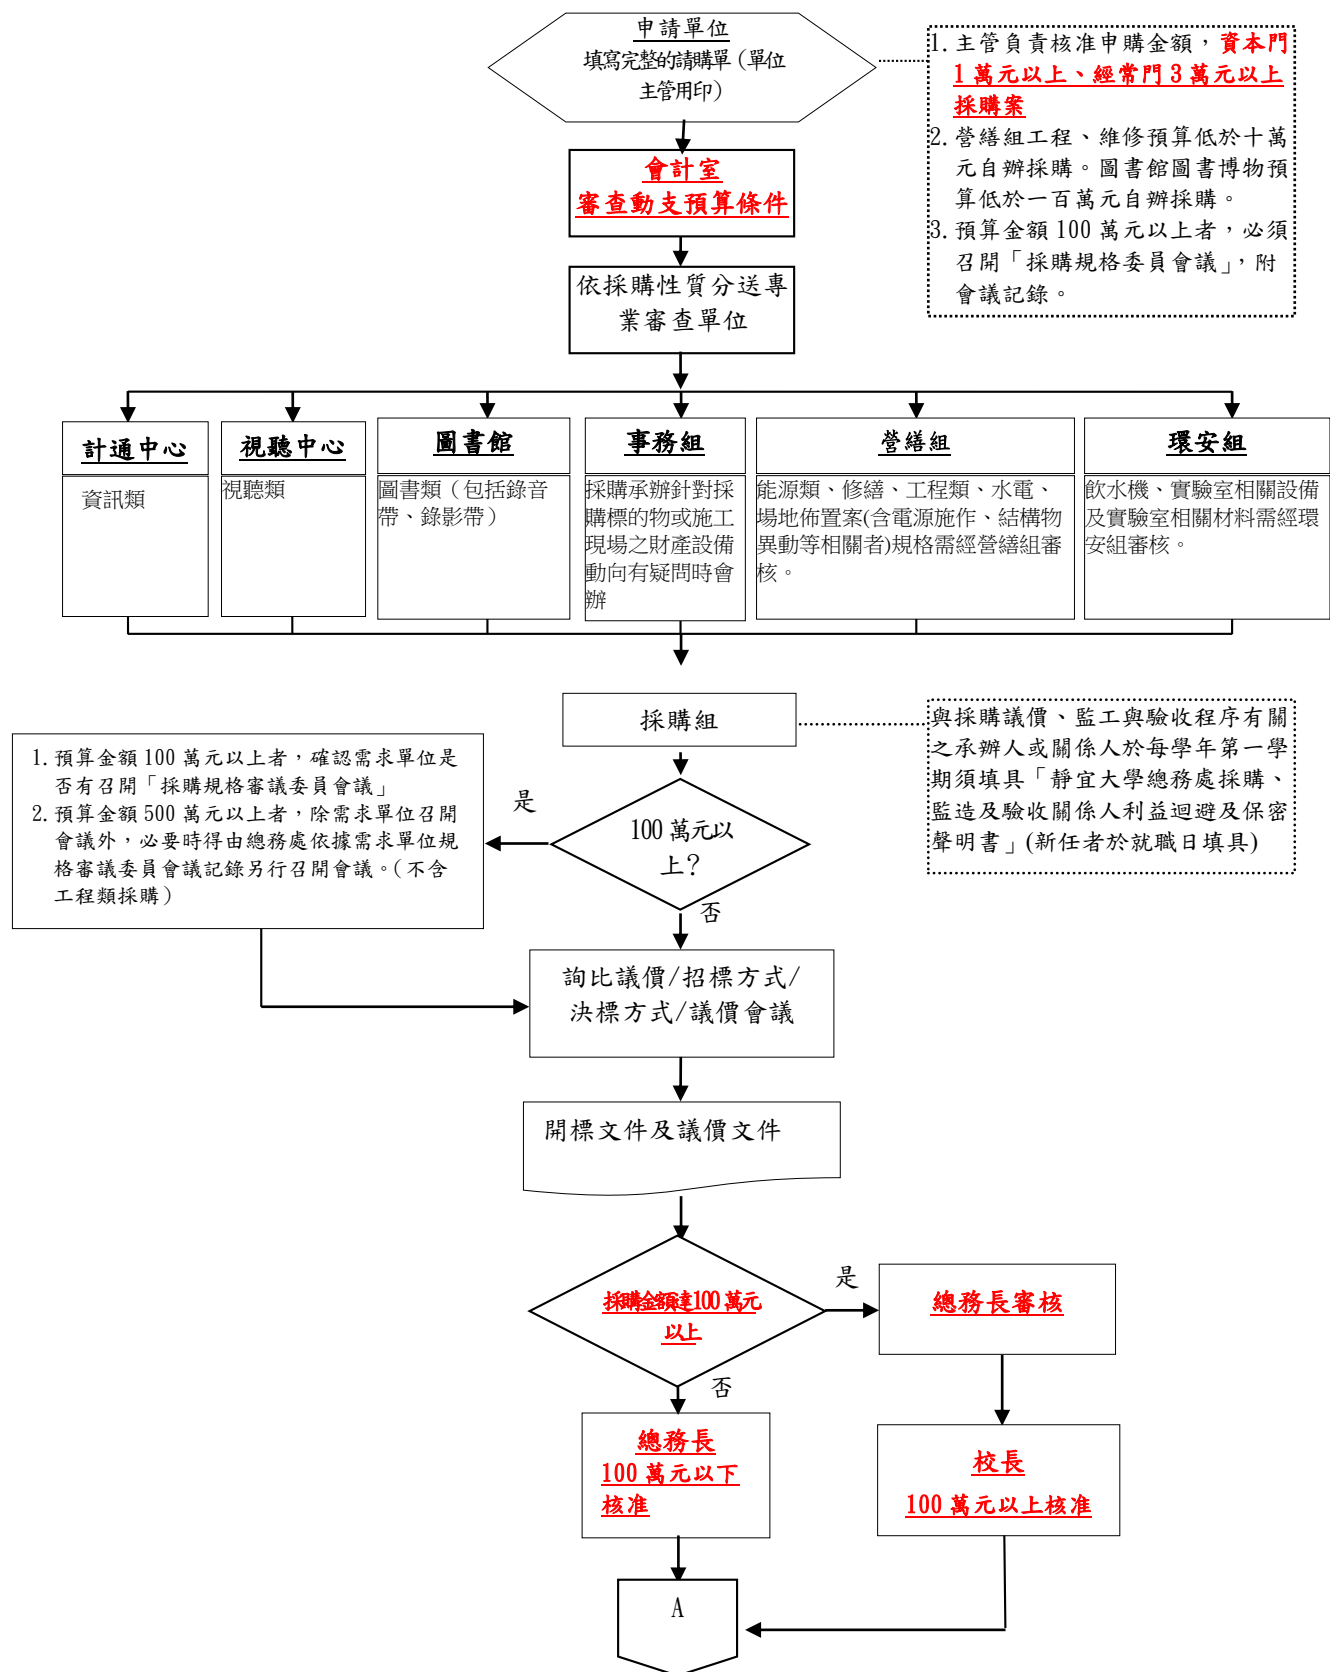 申請單位
填寫完整的請購單（單位
主管用印）
1. 主管負責核准申購金額，資本門
1 萬元以上、經常門 3 萬元以上
採購案
2. 營繕組工程、維修預算低於十萬
元自辦採購。圖書館圖書博物預
算低於一百萬元自辦採購。
3. 預算金額 100 萬元以上者，必須
召開「採購規格委員會議」，附
會議記錄。
會計室
審查動支預算條件
依採購性質分送專
業審查單位
計通中心
資訊類
視聽中心
視聽類
圖書館
圖書類（包括錄音
帶、錄影帶）
事務組
採購承辦針對採
購標的物或施工
現場之財產設備
動向有疑問時會
辦
營繕組
能源類、修繕、工程類、水電、
場地佈置案(含電源施作、結構物
異動等相關者)規格需經營繕組審
核。
環安組
飲水機、實驗室相關設備
及實驗室相關材料需經環
安組審核。
採購組
與採購議價、監工與驗收程序有關
之承辦人或關係人於每學年第一學
期須填具「靜宜大學總務處採購、
監造及驗收關係人利益迴避及保密
聲明書」(新任者於就職日填具)
1. 預算金額 100 萬元以上者，確認需求單位是
否有召開「採購規格審議委員會議」
2. 預算金額 500 萬元以上者，除需求單位召開
會議外，必要時得由總務處依據需求單位規
格審議委員會議記錄另行召開會議。（不含
工程類採購）
是
100 萬元以
上？
否
詢比議價/招標方式/
決標方式/議價會議
開標文件及議價文件
採購金額達100 萬元
以上
是
總務長審核
否
總務長
100 萬元以下
核准
校長
100 萬元以上核准
A